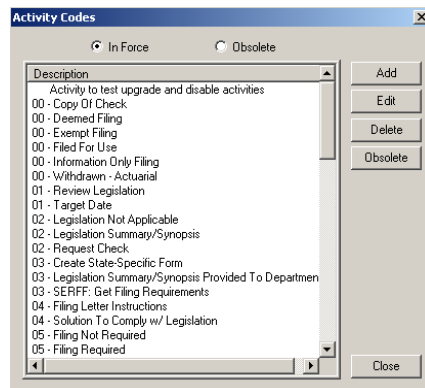 Activity Codes
In Force Obsolete
Description
Activity to test upgrade and disable activities
00 - Copy Of Check
00 - Deemed Filing
00 - Exempt Filing
00 - Filed For Use
00 - Information Only Filing
00 - Withdrawn - Actuarial
01 - Review Legislation
01 - Target Date
02 - Legislation Not Applicable
02 - Legislation Summary/Synopsis
02 - Request Check
03 - Create State-Specific Form
03 - Legislation Summary/Synopsis Provided To Departmen
03 - SERFF: Get Filing Requirements
04 - Filing Letter Instructions
04 - Solution To Comply w/ Legislation
05 - Filing Not Required
05 - Filing Required
Add
Edit
Delete
Obsolete
Close